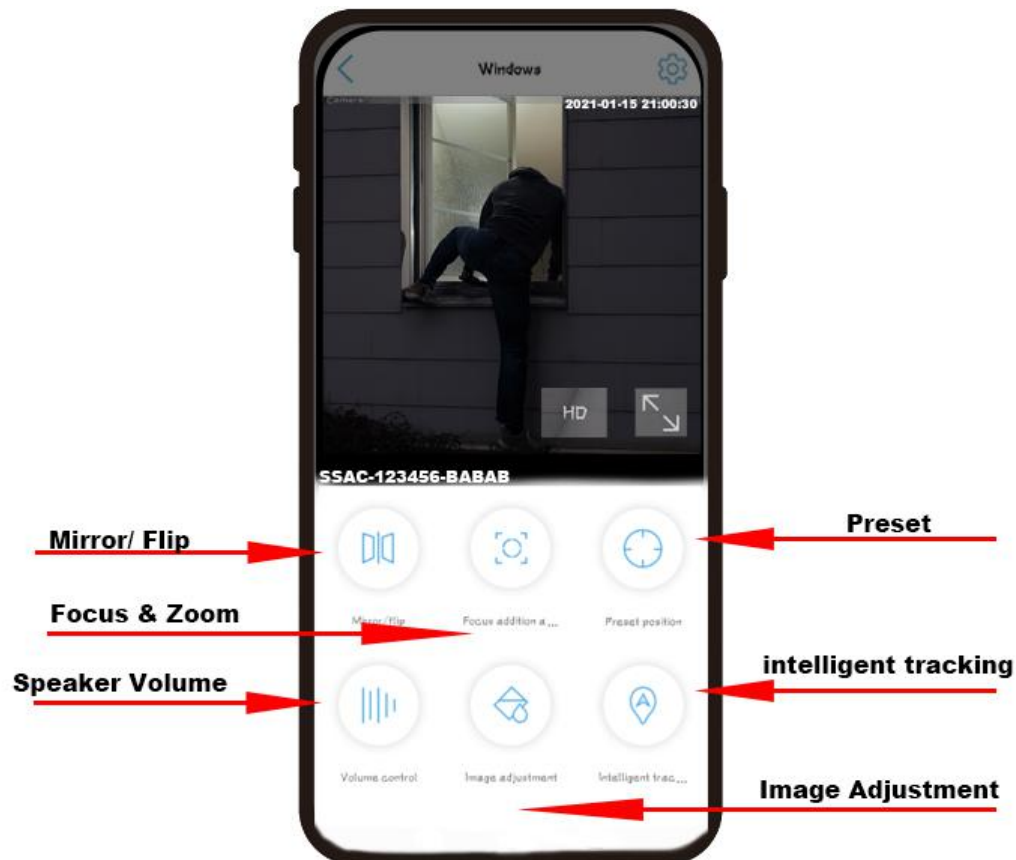 Windows
Camera
2021-01-15 21:00:30
HD
SSAC-123456-BABAB
Mirror/ Flip
Preset
Mirror/flip
Focus addition a...
Preset position
Focus & Zoom
Speaker Volume
intelligent tracking
Volume control
Image adjustment
Intelligent trac...
Image Adjustment